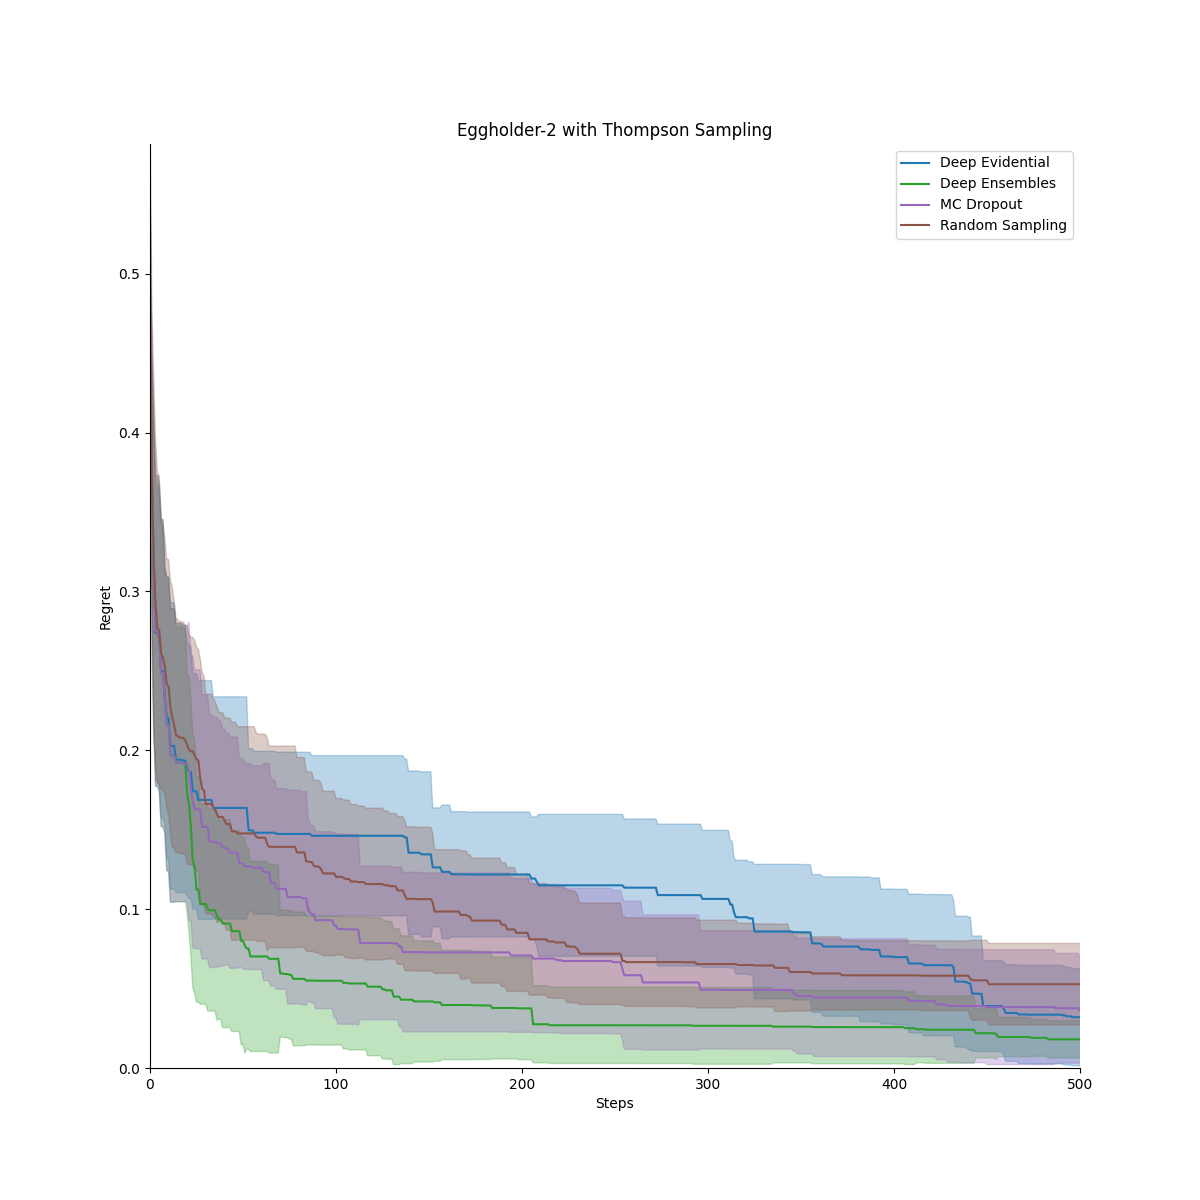 Eggholder-2 with Thompson Sampling
Deep Evidential
Deep Ensembles
MC Dropout
Random Sampling
0.5
0.4
0.3
0.2
0.1
0.0
Regret
0 100 200 300 400 500
Steps